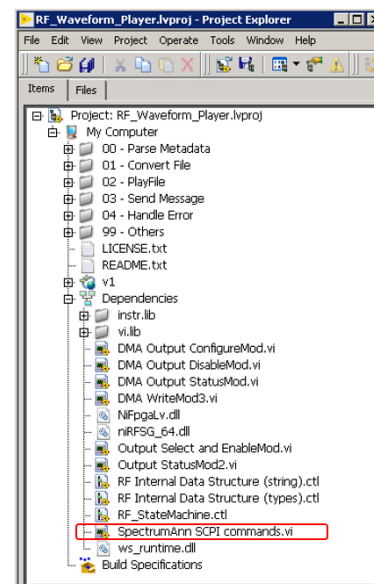 RF_Waveform_Player.lvproj - Project Explorer
File Edit View Project Operate Tools Window Help
Items Files
Project: RF_Waveform_Player.lvproj
My Computer
00 - Parse Metadata
01 - Convert File
02 - PlayFile
03 - Send Message
04 - Handle Error
99 - Others
LICENSE.txt
README.txt
v1
Dependencies
instr.lib
vi.lib
DMA Output ConfigureMod.vi
DMA Output DisableMod.vi
DMA Output StatusMod.vi
DMA WriteMod3.vi
NiFpgaLv.dll
niRFSG_64.dll
Output Select and EnableMod.vi
Output StatusMod2.vi
RF Internal Data Structure (string).ctl
RF Internal Data Structure (types).ctl
RF_StateMachine.ctl
SpectrumAnn SCPI commands.vi
ws_runtime.dll
Build Specifications